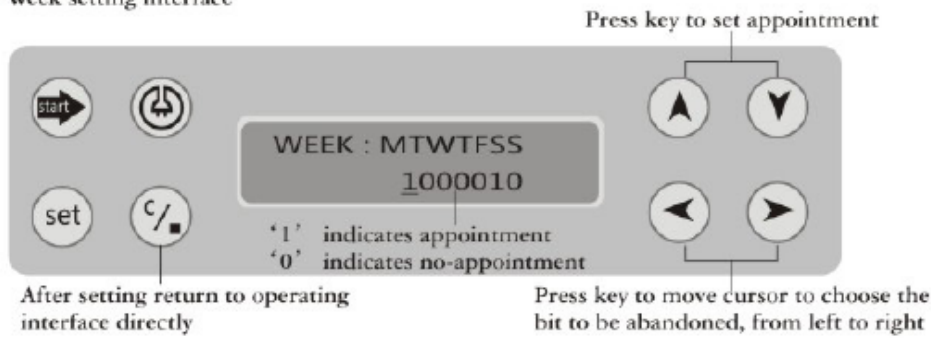 week setting interface
Press key to set appointment
start
WEEK : MTWTFSS
1000010
set
C/■
‘1’ indicates appointment
‘0’ indicates no-appointment
After setting return to operating
interface directly
Press key to move cursor to choose the
bit to be abandoned, from left to right